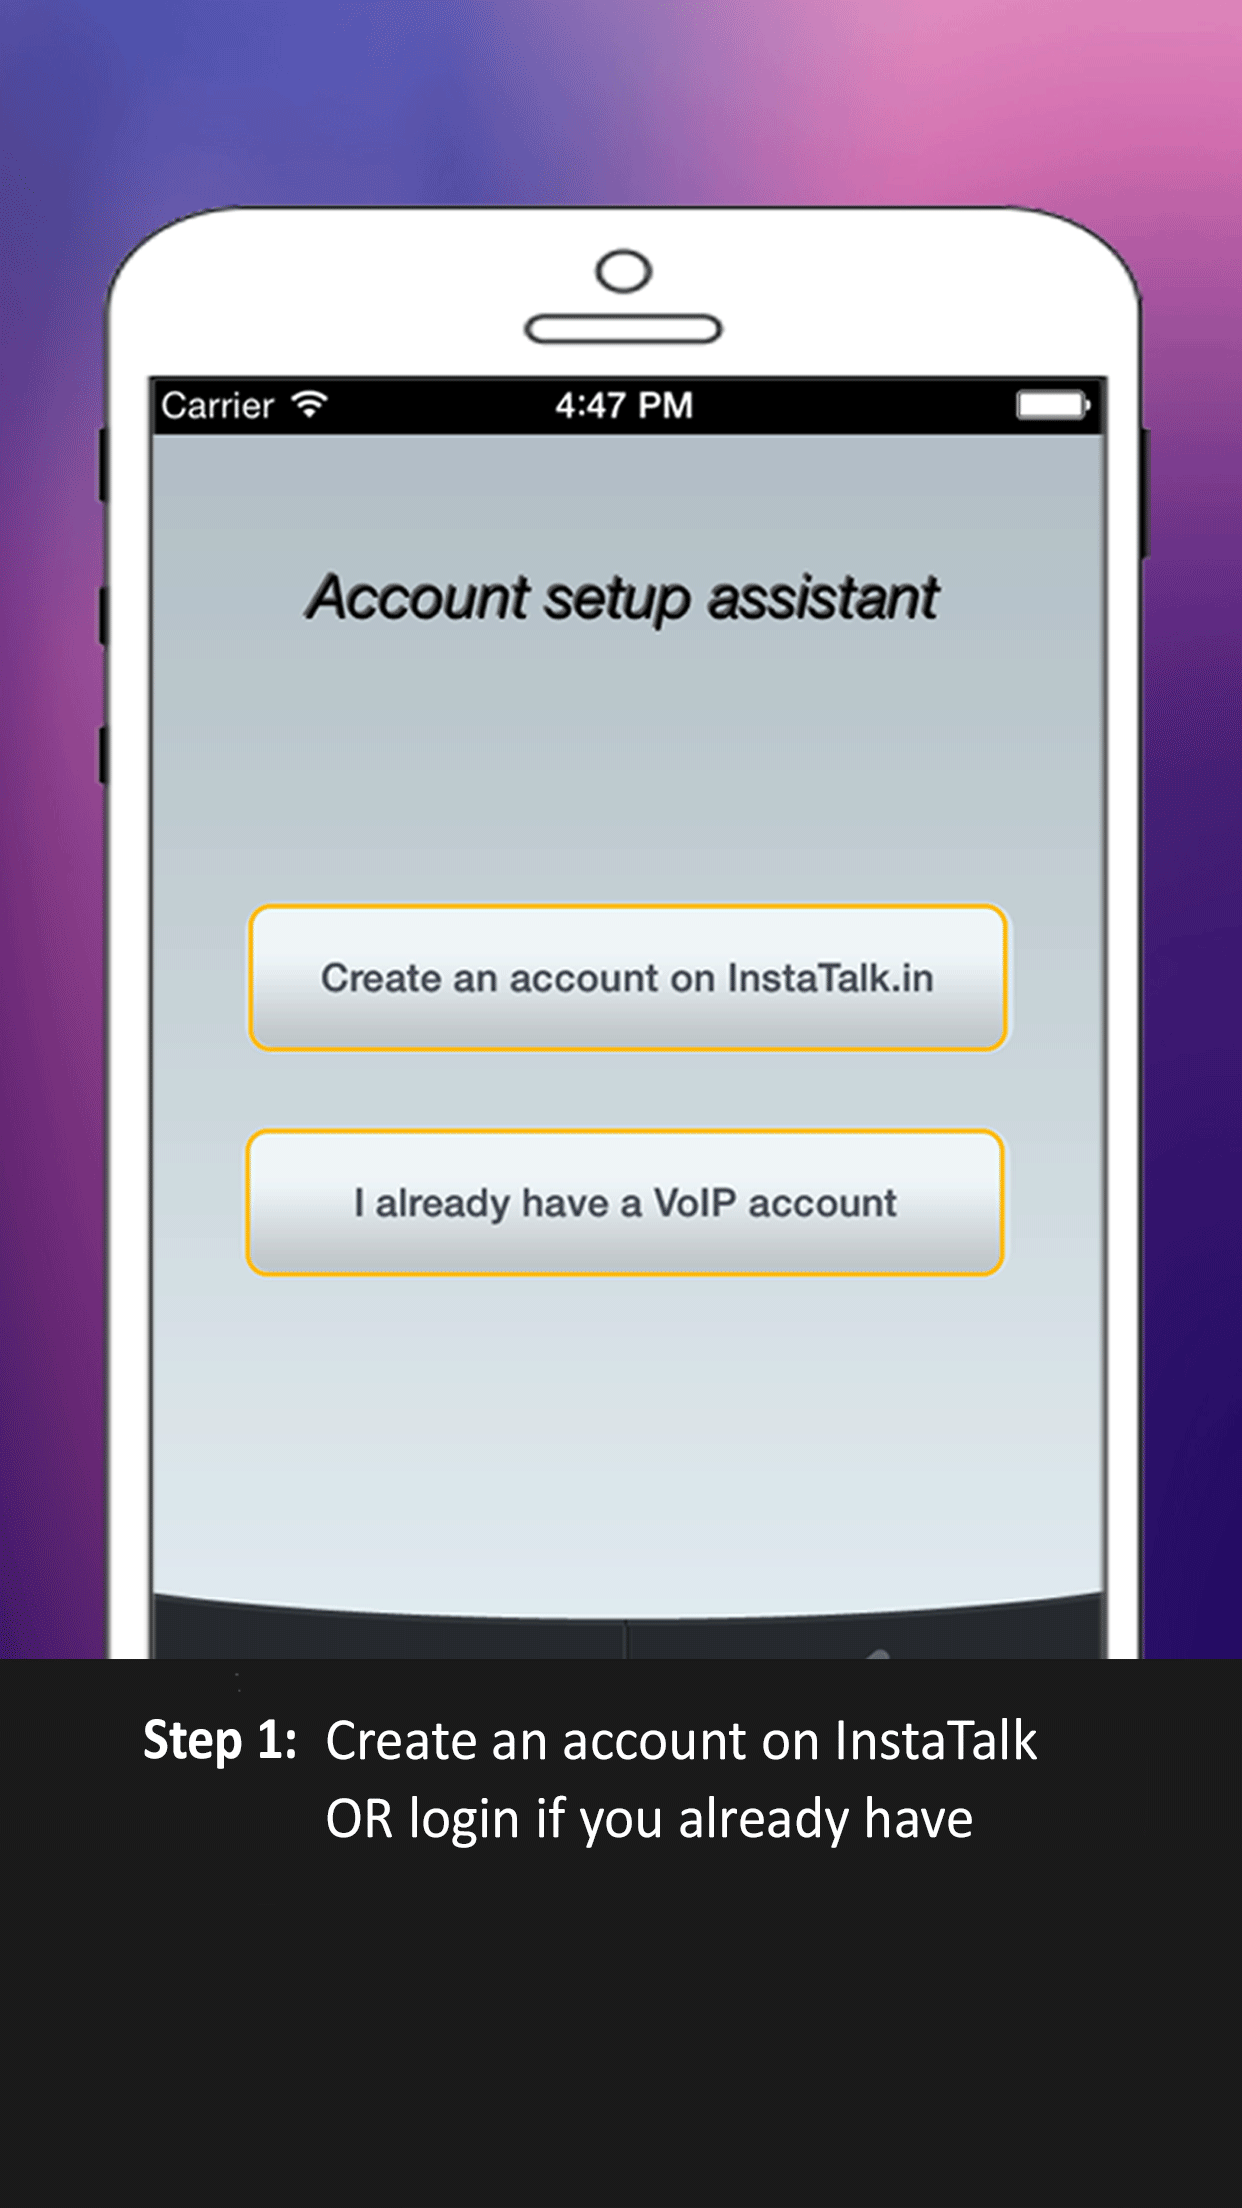 Carrier 4:47 PM
Account setup assistant
Create an account on InstaTalk.in
I already have a VoIP account
Step 1: Create an account on InstaTalk
OR login if you already have